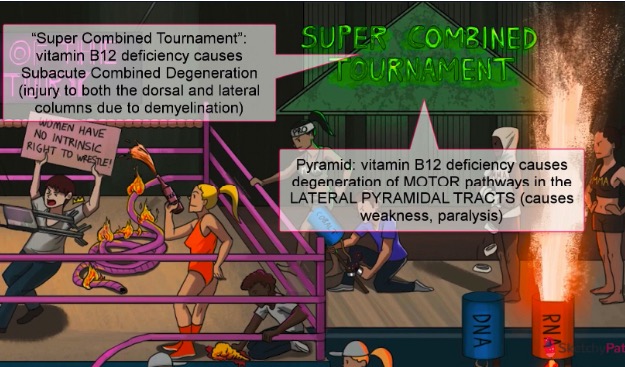 "Super Combined Tournament":
vitamin B12 deficiency causes
Subacute Combined Degeneration
(injury to both the dorsal and lateral
columns due to demyelination)
SUPER COMBINED
TOURNAMENT
WOMEN HAVE
NO INTRINSIC
RIGHT TO WRESTLE!
Pyramid: vitamin B12 deficiency causes
degeneration of MOTOR pathways in the
LATERAL PYRAMIDAL TRACTS (causes
weakness, paralysis)
DNA
RNA
SketchyPath